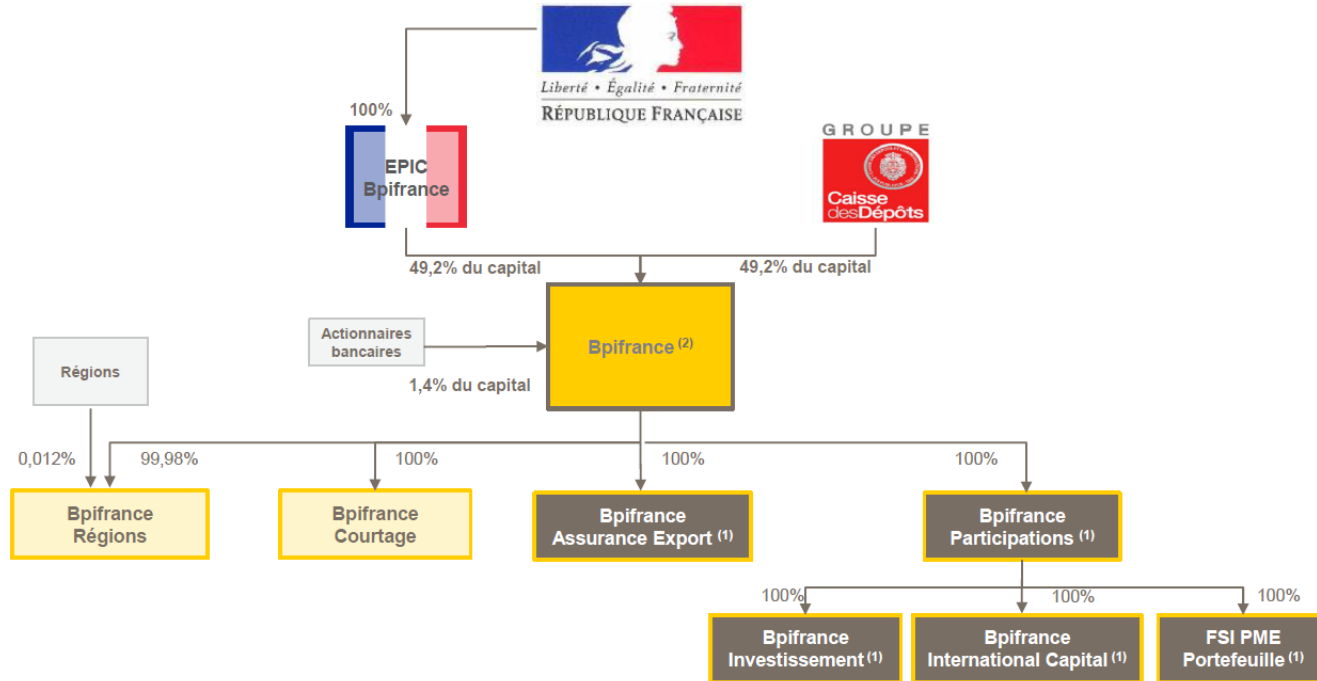 Liberté • Égalité • Fraternité
RÉPUBLIQUE FRANÇAISE
100%
EPIC
Bpifrance
GROUPE
Caisse
desDépôts
49,2% du capital
49,2% du capital
Actionnaires
bancaires
Bpifrance (2)
1,4% du capital
Régions
0,012%
99,98%
100%
100%
100%
Bpifrance
Régions
Bpifrance
Courtage
Bpifrance
Assurance Export (1)
Bpifrance
Participations (1)
100%
100%
100%
Bpifrance
Investissement (1)
Bpifrance
International Capital (1)
FSI PME
Portefeuille (1)